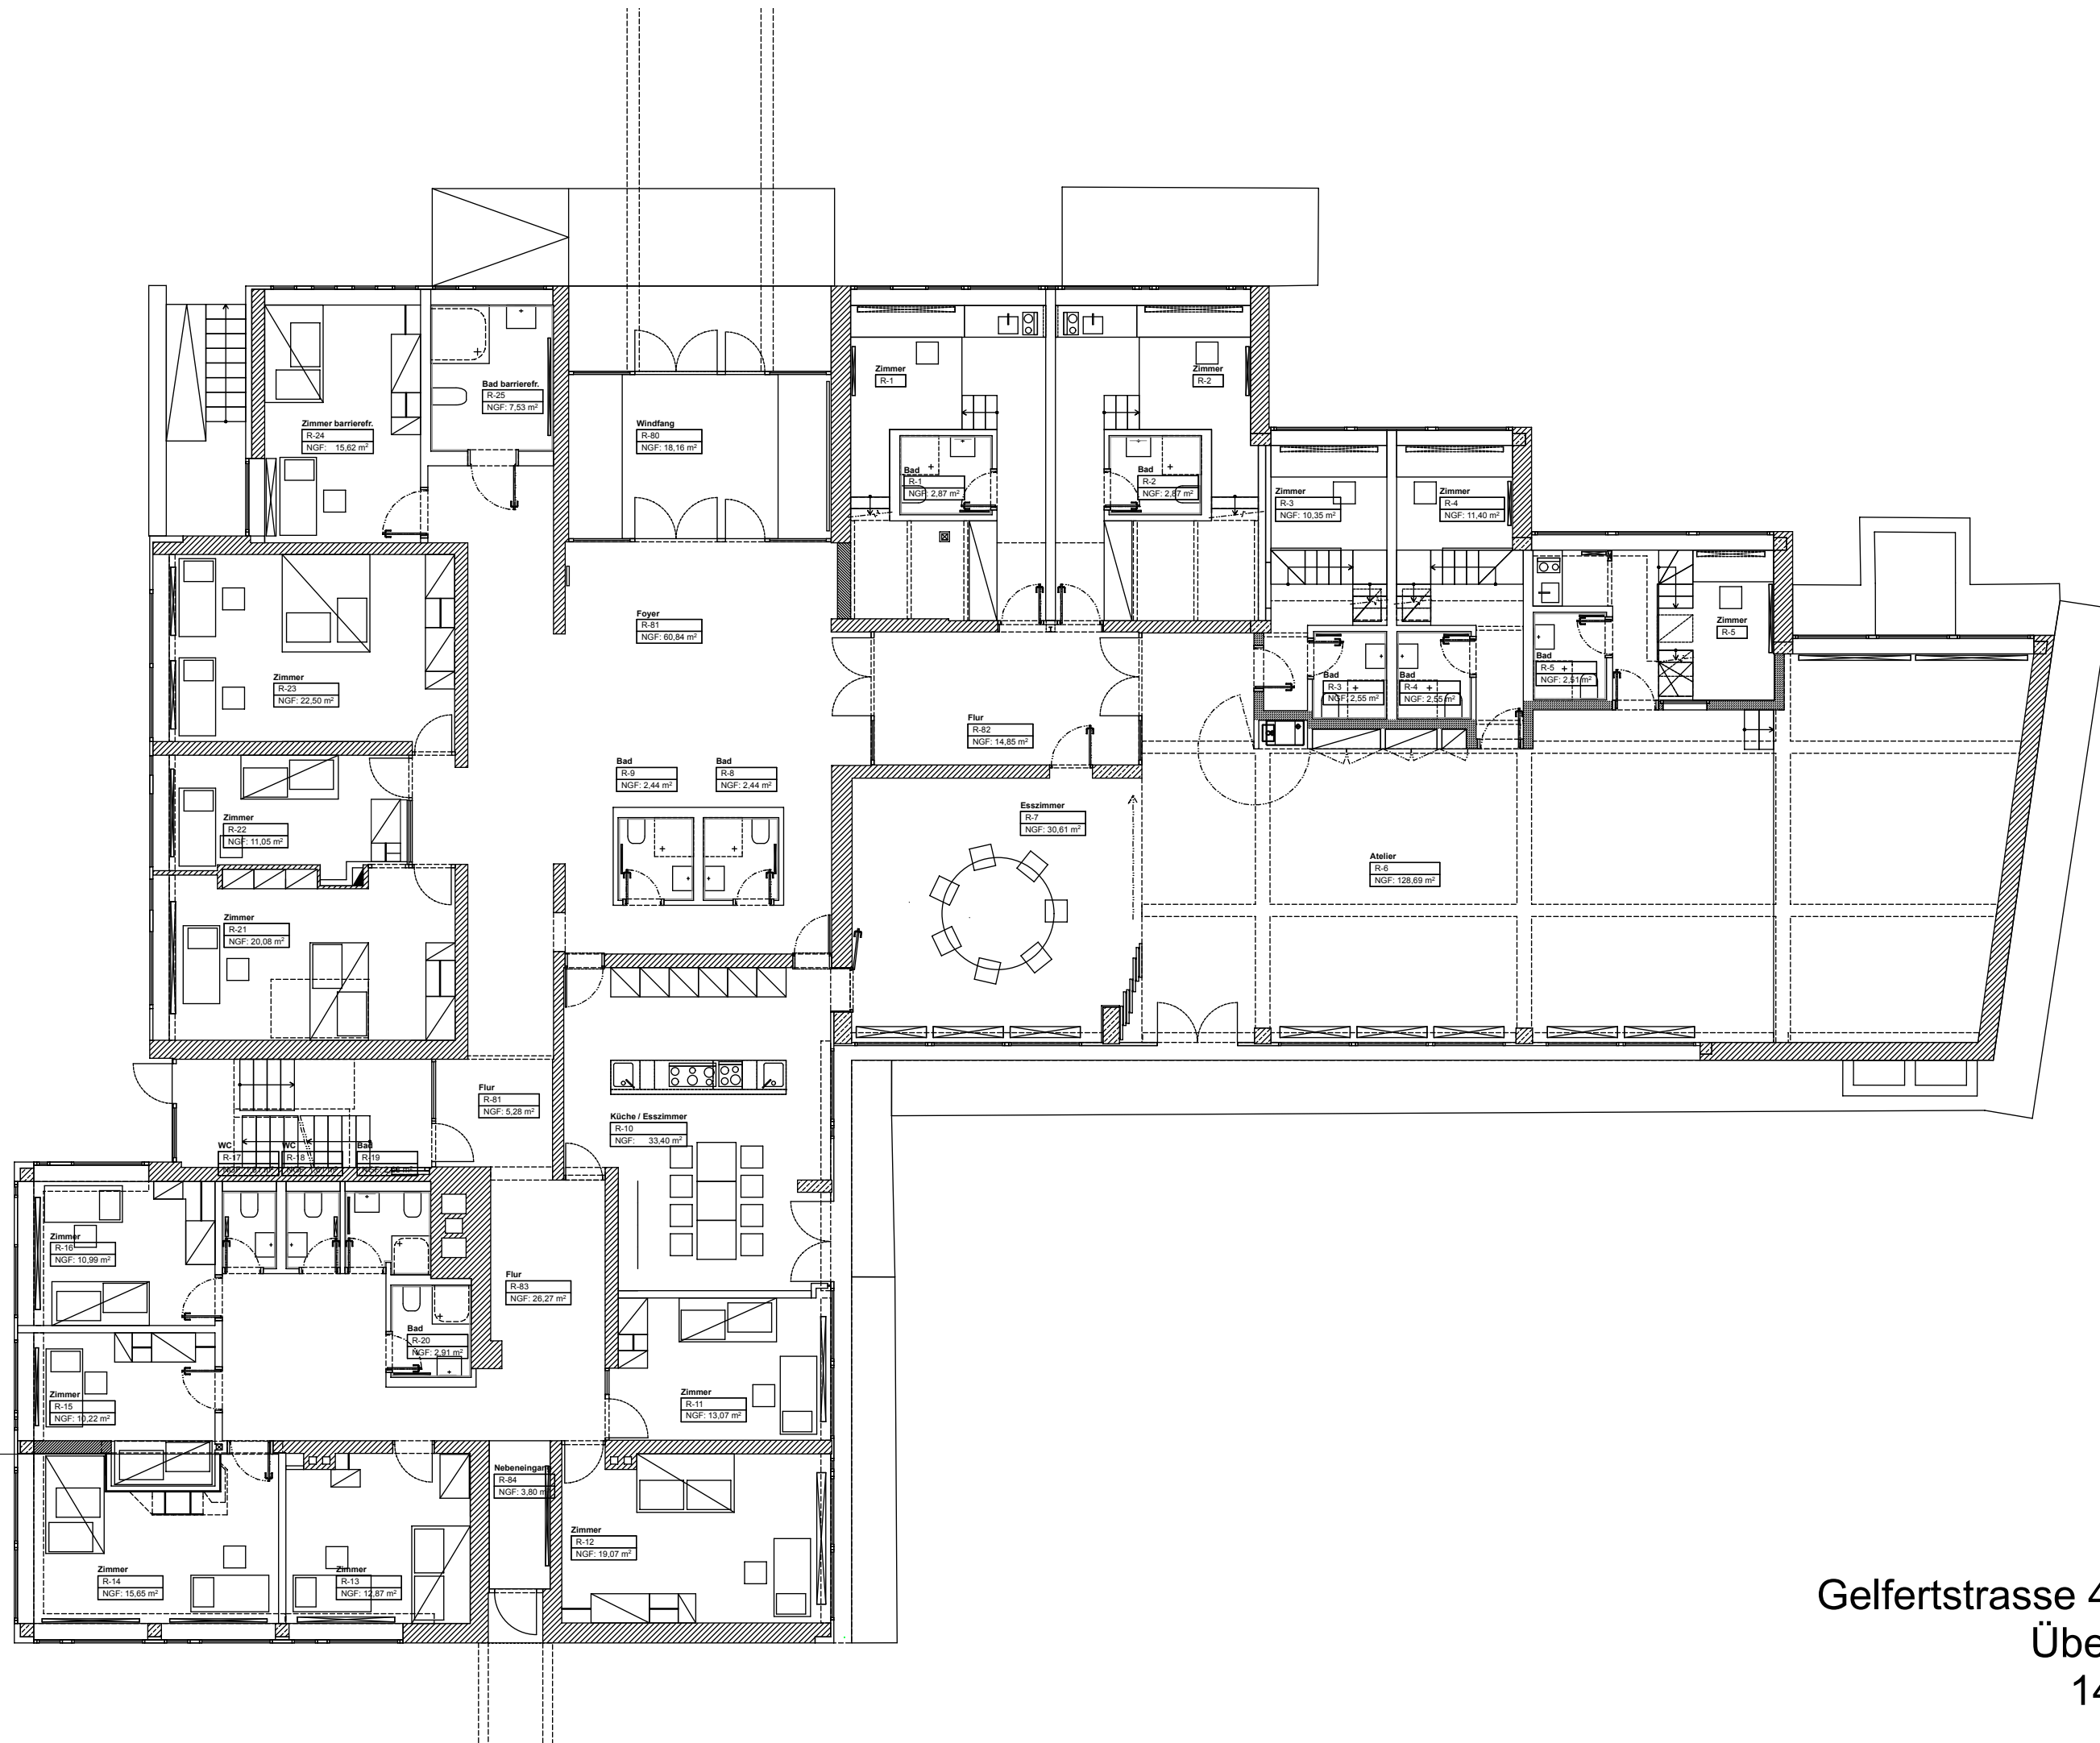 Zimmer barrierefr.
R-24
NGF: 15,62 m²
Bad barrierefr.
R-25
NGF: 7,53 m²
Windfang
R-80
NGF: 18,16 m²
Zimmer
R-1
Zimmer
R-2
Bad
R-1
NGF: 2,87 m²
Bad
R-2
NGF: 2,87 m²
Zimmer
R-3
NGF: 10,35 m²
Zimmer
R-4
NGF: 11,40 m²
Zimmer
R-5
Bad
R-5
NGF: 2,51 m²
Bad
R-3
NGF: 2,55 m²
Bad
R-4
NGF: 2,55 m²
Foyer
R-81
NGF: 60,84 m²
Zimmer
R-23
NGF: 22,50 m²
Flur
R-82
NGF: 14,85 m²
Bad
R-9
NGF: 2,44 m²
Bad
R-8
NGF: 2,44 m²
Esszimmer
R-7
NGF: 30,61 m²
Zimmer
R-22
NGF: 11,05 m²
Atelier
R-6
NGF: 128,69 m²
Zimmer
R-21
NGF: 20,08 m²
Flur
R-81
NGF: 5,28 m²
Küche / Esszimmer
R-10
NGF: 33,40 m²
WC
R-17
WC
R-18
Bad
R-19
Zimmer
R-16
NGF: 10,99 m²
Flur
R-83
NGF: 26,27 m²
Bad
R-20
NGF: 2,91 m²
Zimmer
R-15
NGF: 10,22 m²
Zimmer
R-11
NGF: 13,07 m²
Nebeneingang
R-84
NGF: 3,80 m
Zimmer
R-12
NGF: 19,07 m²
Zimmer
R-14
NGF: 15,65 m²
Zimmer
R-13
NGF: 12,87 m²
Gelfertstrasse 4
Übe
14